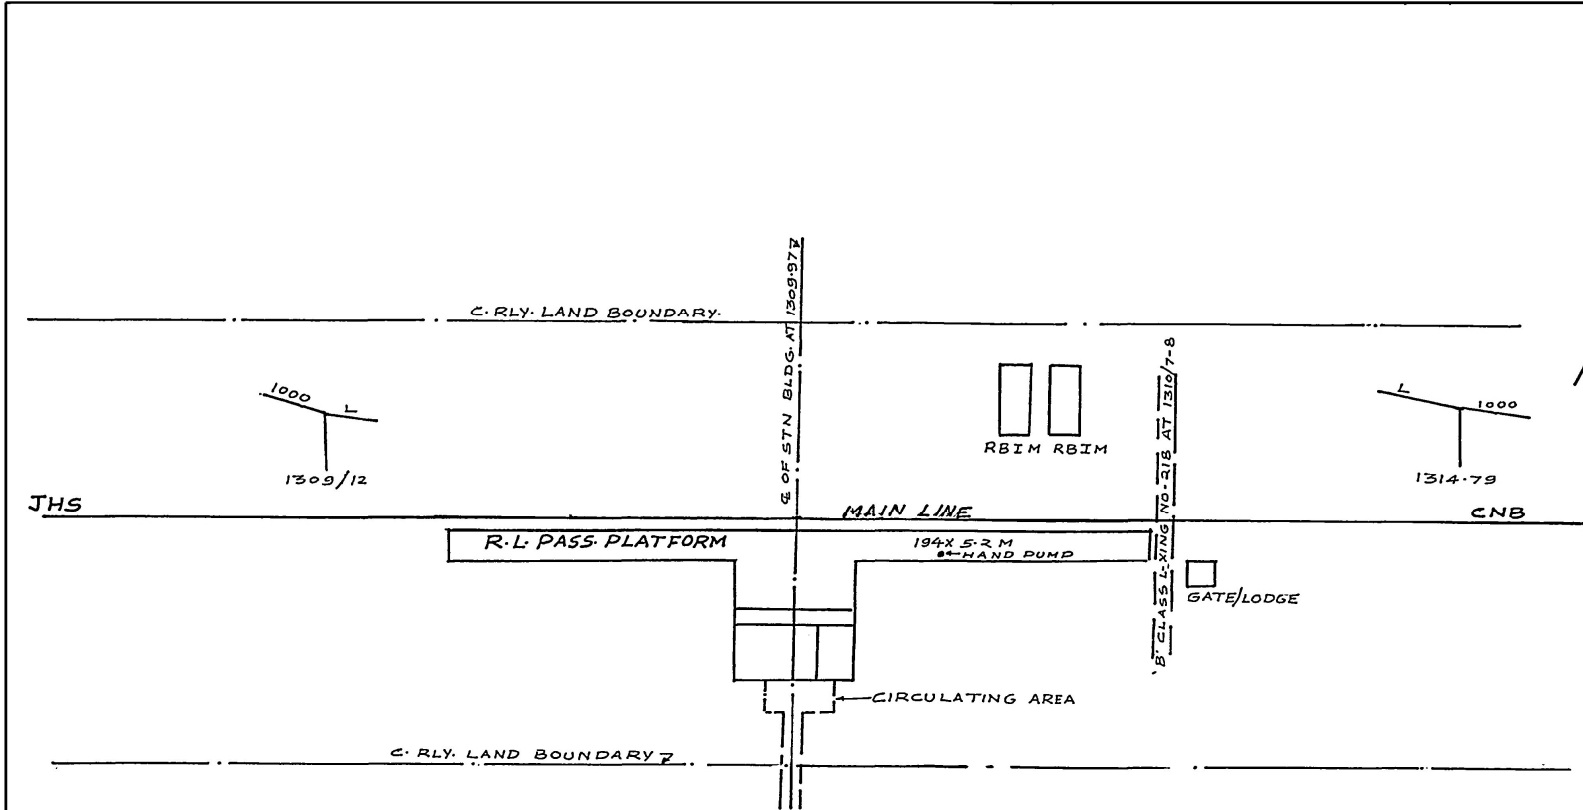 C. RLY. LAND BOUNDARY.
℄ OF STN BLDG. AT 1309.97
1000 L
1309/12
RBIM RBIM
'B' CLASS L-XING NO-218 AT 1310/7-8
L 1000
1314.79
JHS
MAIN LINE
CNB
R.L. PASS. PLATFORM
194X 5.2 M
HAND PUMP
GATE/LODGE
CIRCULATING AREA
C. RLY. LAND BOUNDARY